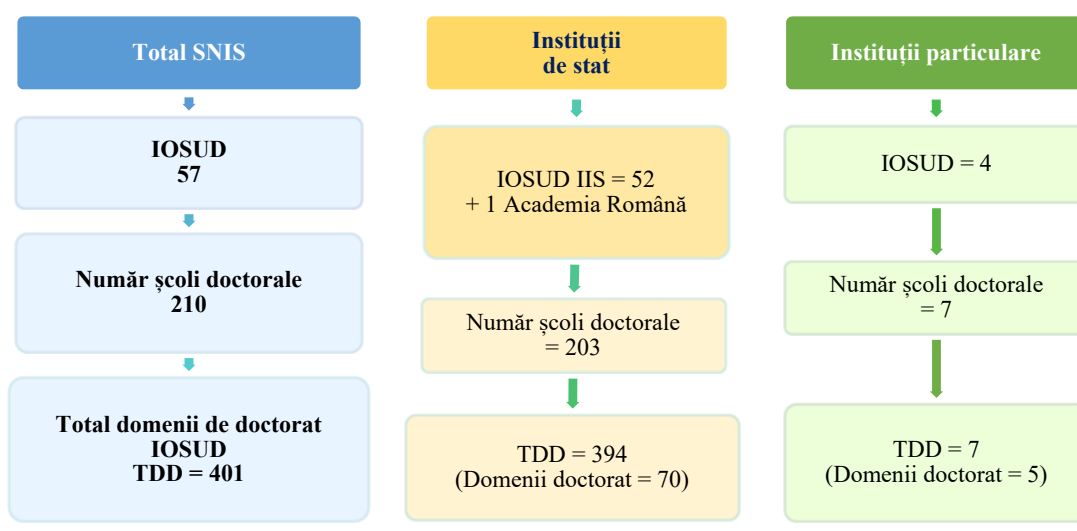 Total SNIS
IOSUD
57
Număr școli doctorale
210
Total domenii de doctorat
IOSUD
TDD = 401
Instituții
de stat
IOSUD IIS = 52
+ 1 Academia Română
Număr școli doctorale
= 203
TDD = 394
(Domenii doctorat = 70)
Instituții particulare
IOSUD = 4
Număr școli doctorale
= 7
TDD = 7
(Domenii doctorat = 5)